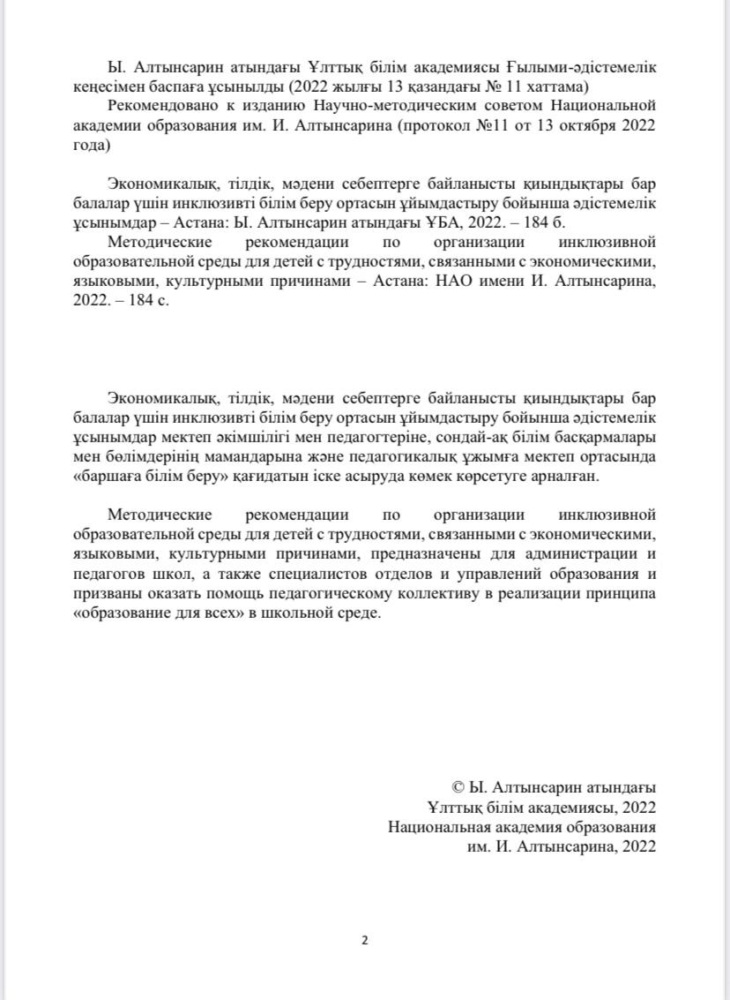 Ы. Алтынсарин атындағы Ұлттық білім академиясы Ғылыми-әдістемелік
кеңесімен баспаға ұсынылды (2022 жылғы 13 қазандағы № 11 хаттама)
Рекомендовано к изданию Научно-методическим советом Национальной
академии образования им. И. Алтынсарина (протокол №11 от 13 октября 2022
года)
Экономикалық, тілдік, мәдени себептерге байланысты қиындықтары бар
балалар үшін инклюзивті білім беру ортасын ұйымдастыру бойынша әдістемелік
ұсынымдар – Астана: Ы. Алтынсарин атындағы ҰБА, 2022. – 184 б.
Методические рекомендации по организации инклюзивной
образовательной среды для детей с трудностями, связанными с экономическими,
языковыми, культурными причинами – Астана: НАО имени И. Алтынсарина,
2022. – 184 с.
Экономикалық, тілдік, мәдени себептерге байланысты қиындықтары бар
балалар үшін инклюзивті білім беру ортасын ұйымдастыру бойынша әдістемелік
ұсынымдар мектеп әкімшілігі мен педагогтеріне, сондай-ақ білім басқармалары
мен бөлімдерінің мамандарына және педагогикалық ұжымға мектеп ортасында
«баршаға білім беру» қағидатын іске асыруда көмек көрсетуге арналған.
Методические рекомендации по организации инклюзивной
образовательной среды для детей с трудностями, связанными с экономическими,
языковыми, культурными причинами, предназначены для администрации и
педагогов школ, а также специалистов отделов и управлений образования и
призваны оказать помощь педагогическому коллективу в реализации принципа
«образование для всех» в школьной среде.
© Ы. Алтынсарин атындағы
Ұлттық білім академиясы, 2022
Национальная академия образования
им. И. Алтынсарина, 2022
2